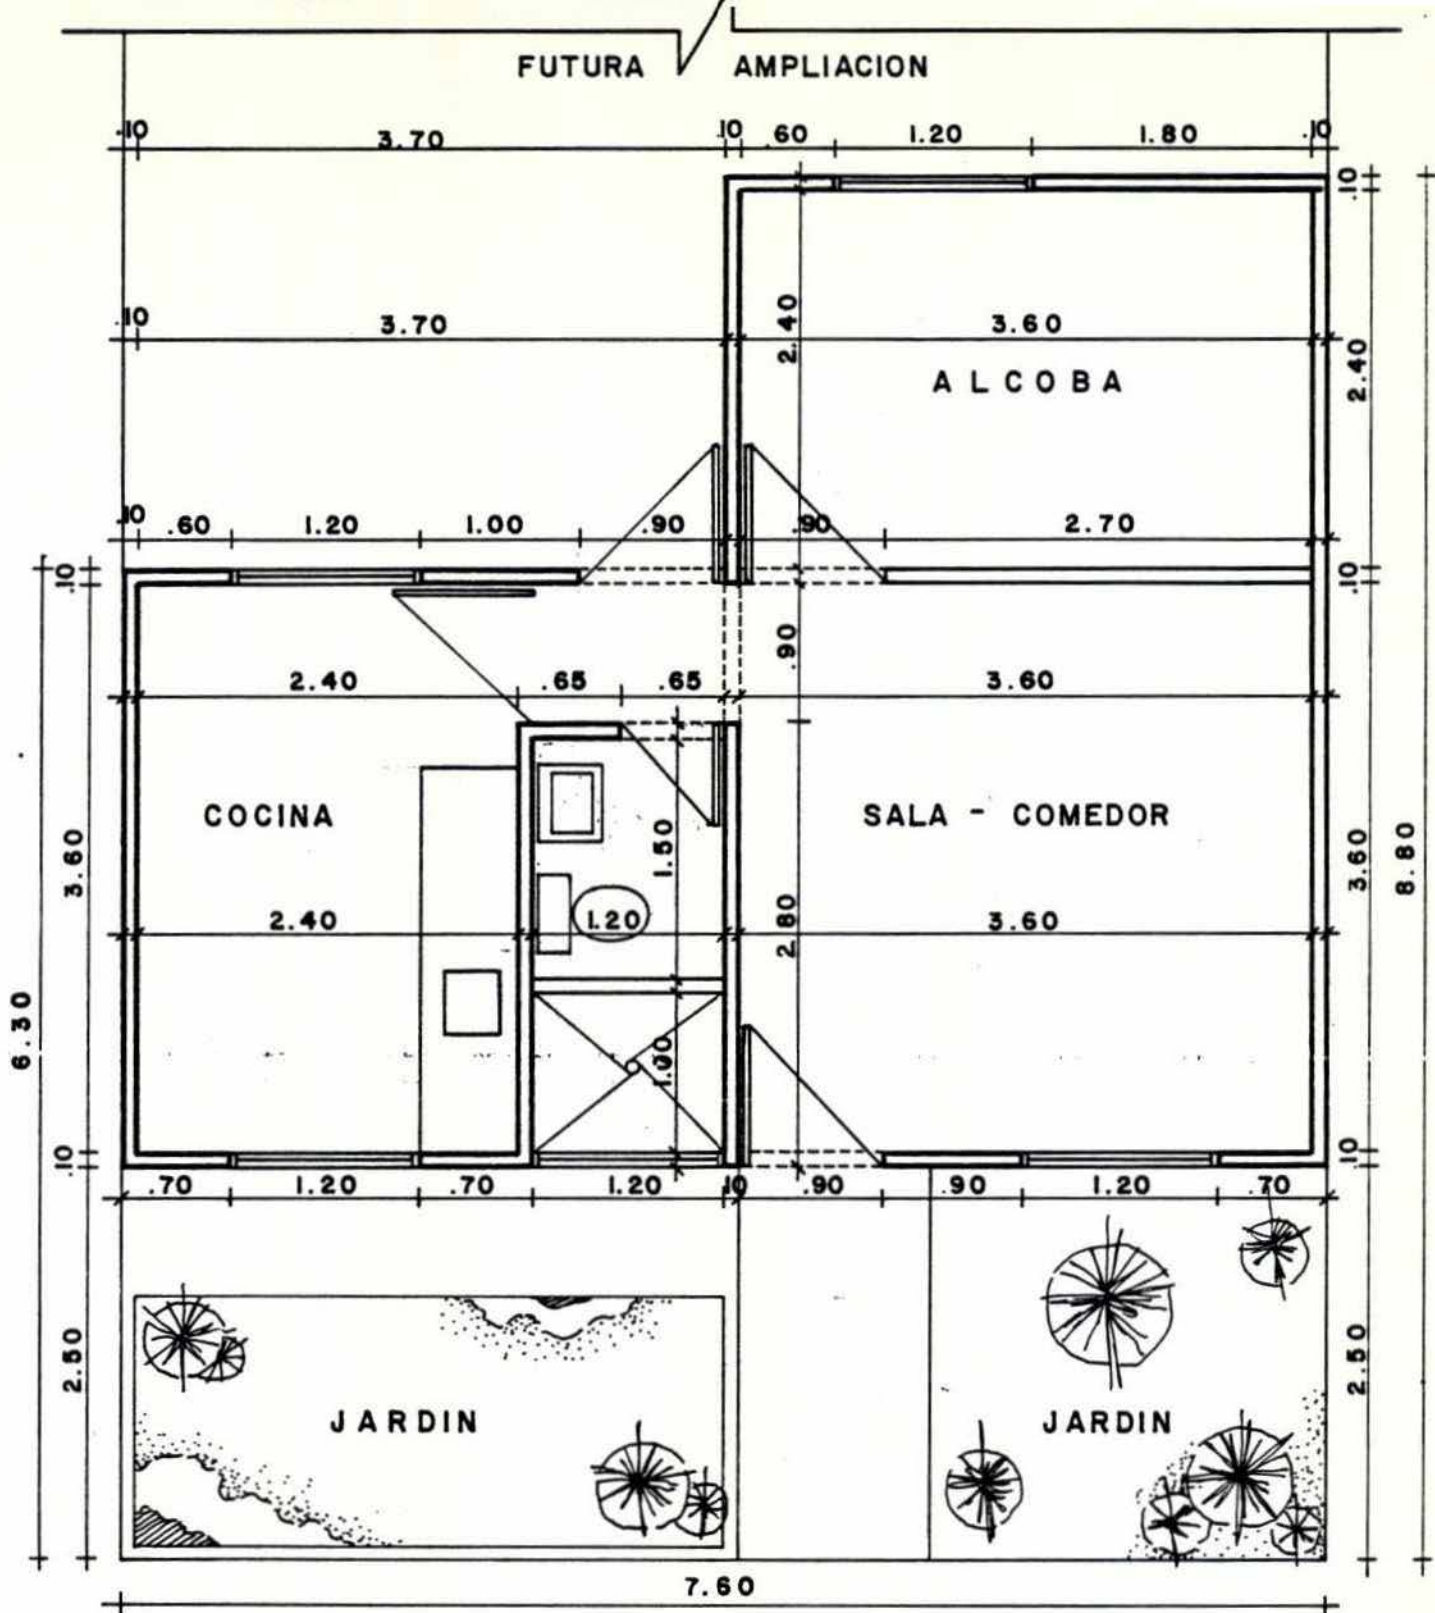 FUTURA AMPLIACION
.10 3.70 .10 .60 1.20 1.80 .10
.10
.10 3.70 2.40 3.60
2.40
ALCOBA
.10 .60 1.20 1.00 .90 .90 2.70
.10 .10
.90
2.40 .65 .65 3.60
COCINA SALA - COMEDOR
3.60 1.50 3.60 8.80
2.40 1.20 2.80 3.60
6.30
1.00
.10 .10
.70 1.20 .70 1.20 .10 .90 .90 1.20 .70
2.50 2.50
JARDIN JARDIN
7.60